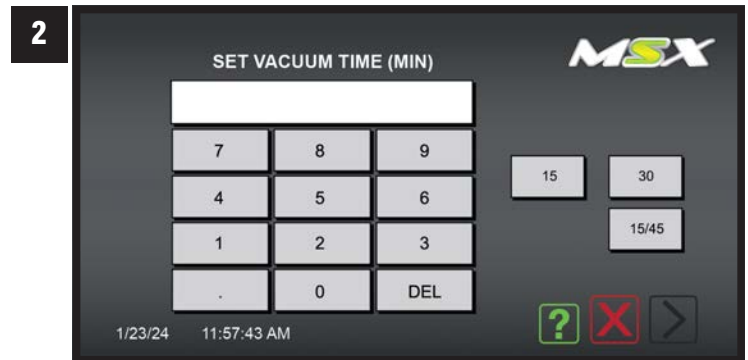 2
MSX
SET VACUUM TIME (MIN)
7 8 9
4 5 6
1 2 3
. 0 DEL
15 30
15/45
? X >
1/23/24 11:57:43 AM